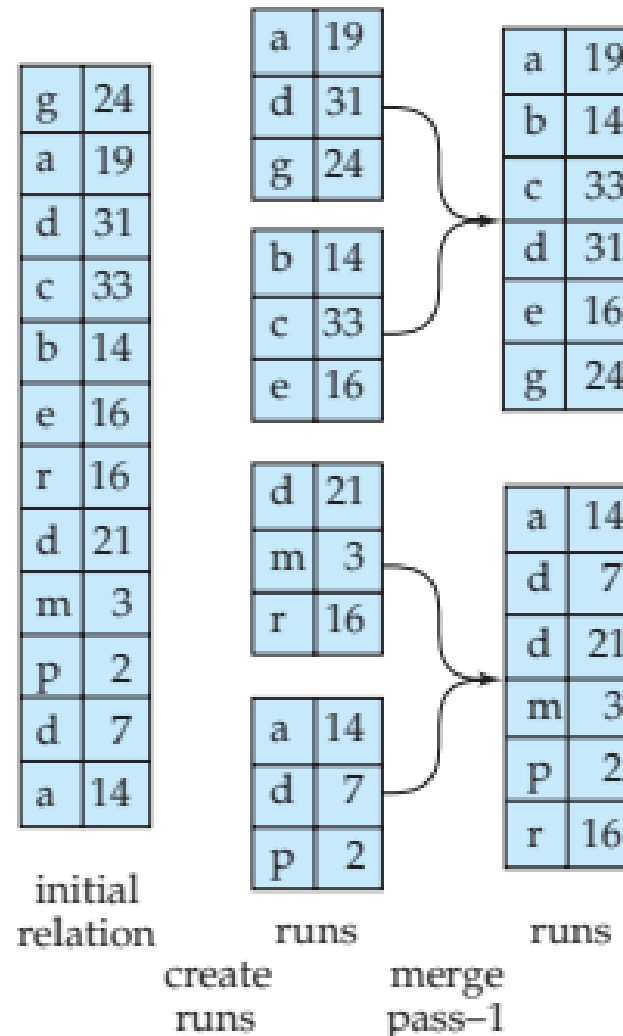 g 24
a 19
d 31
c 33
b 14
e 16
r 16
d 21
m 3
p 2
d 7
a 14
initial
relation
create
runs
a 19
d 31
g 24
b 14
c 33
e 16
d 21
m 3
r 16
a 14
d 7
p 2
runs
merge
pass–1
a 19
b 14
c 33
d 31
e 16
g 24
a 14
d 7
d 21
m 3
p 2
r 16
runs